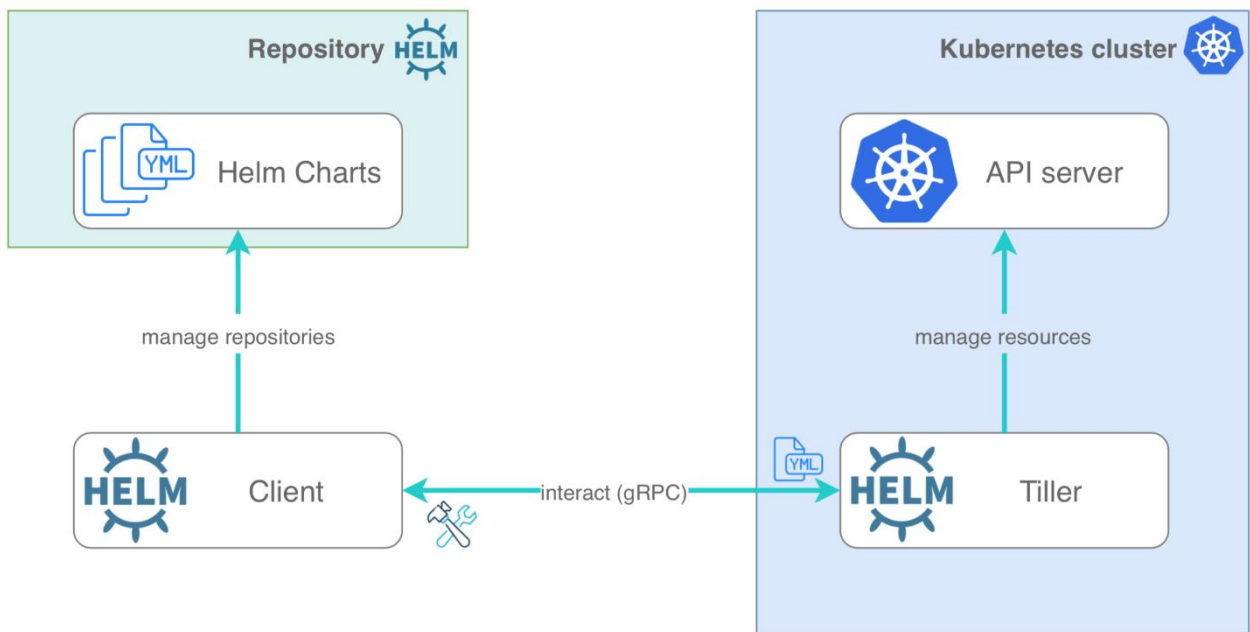 Repository HELM
Kubernetes cluster
YML Helm Charts
API server
manage repositories
manage resources
HELM Client
interact (gRPC)
YML
HELM Tiller